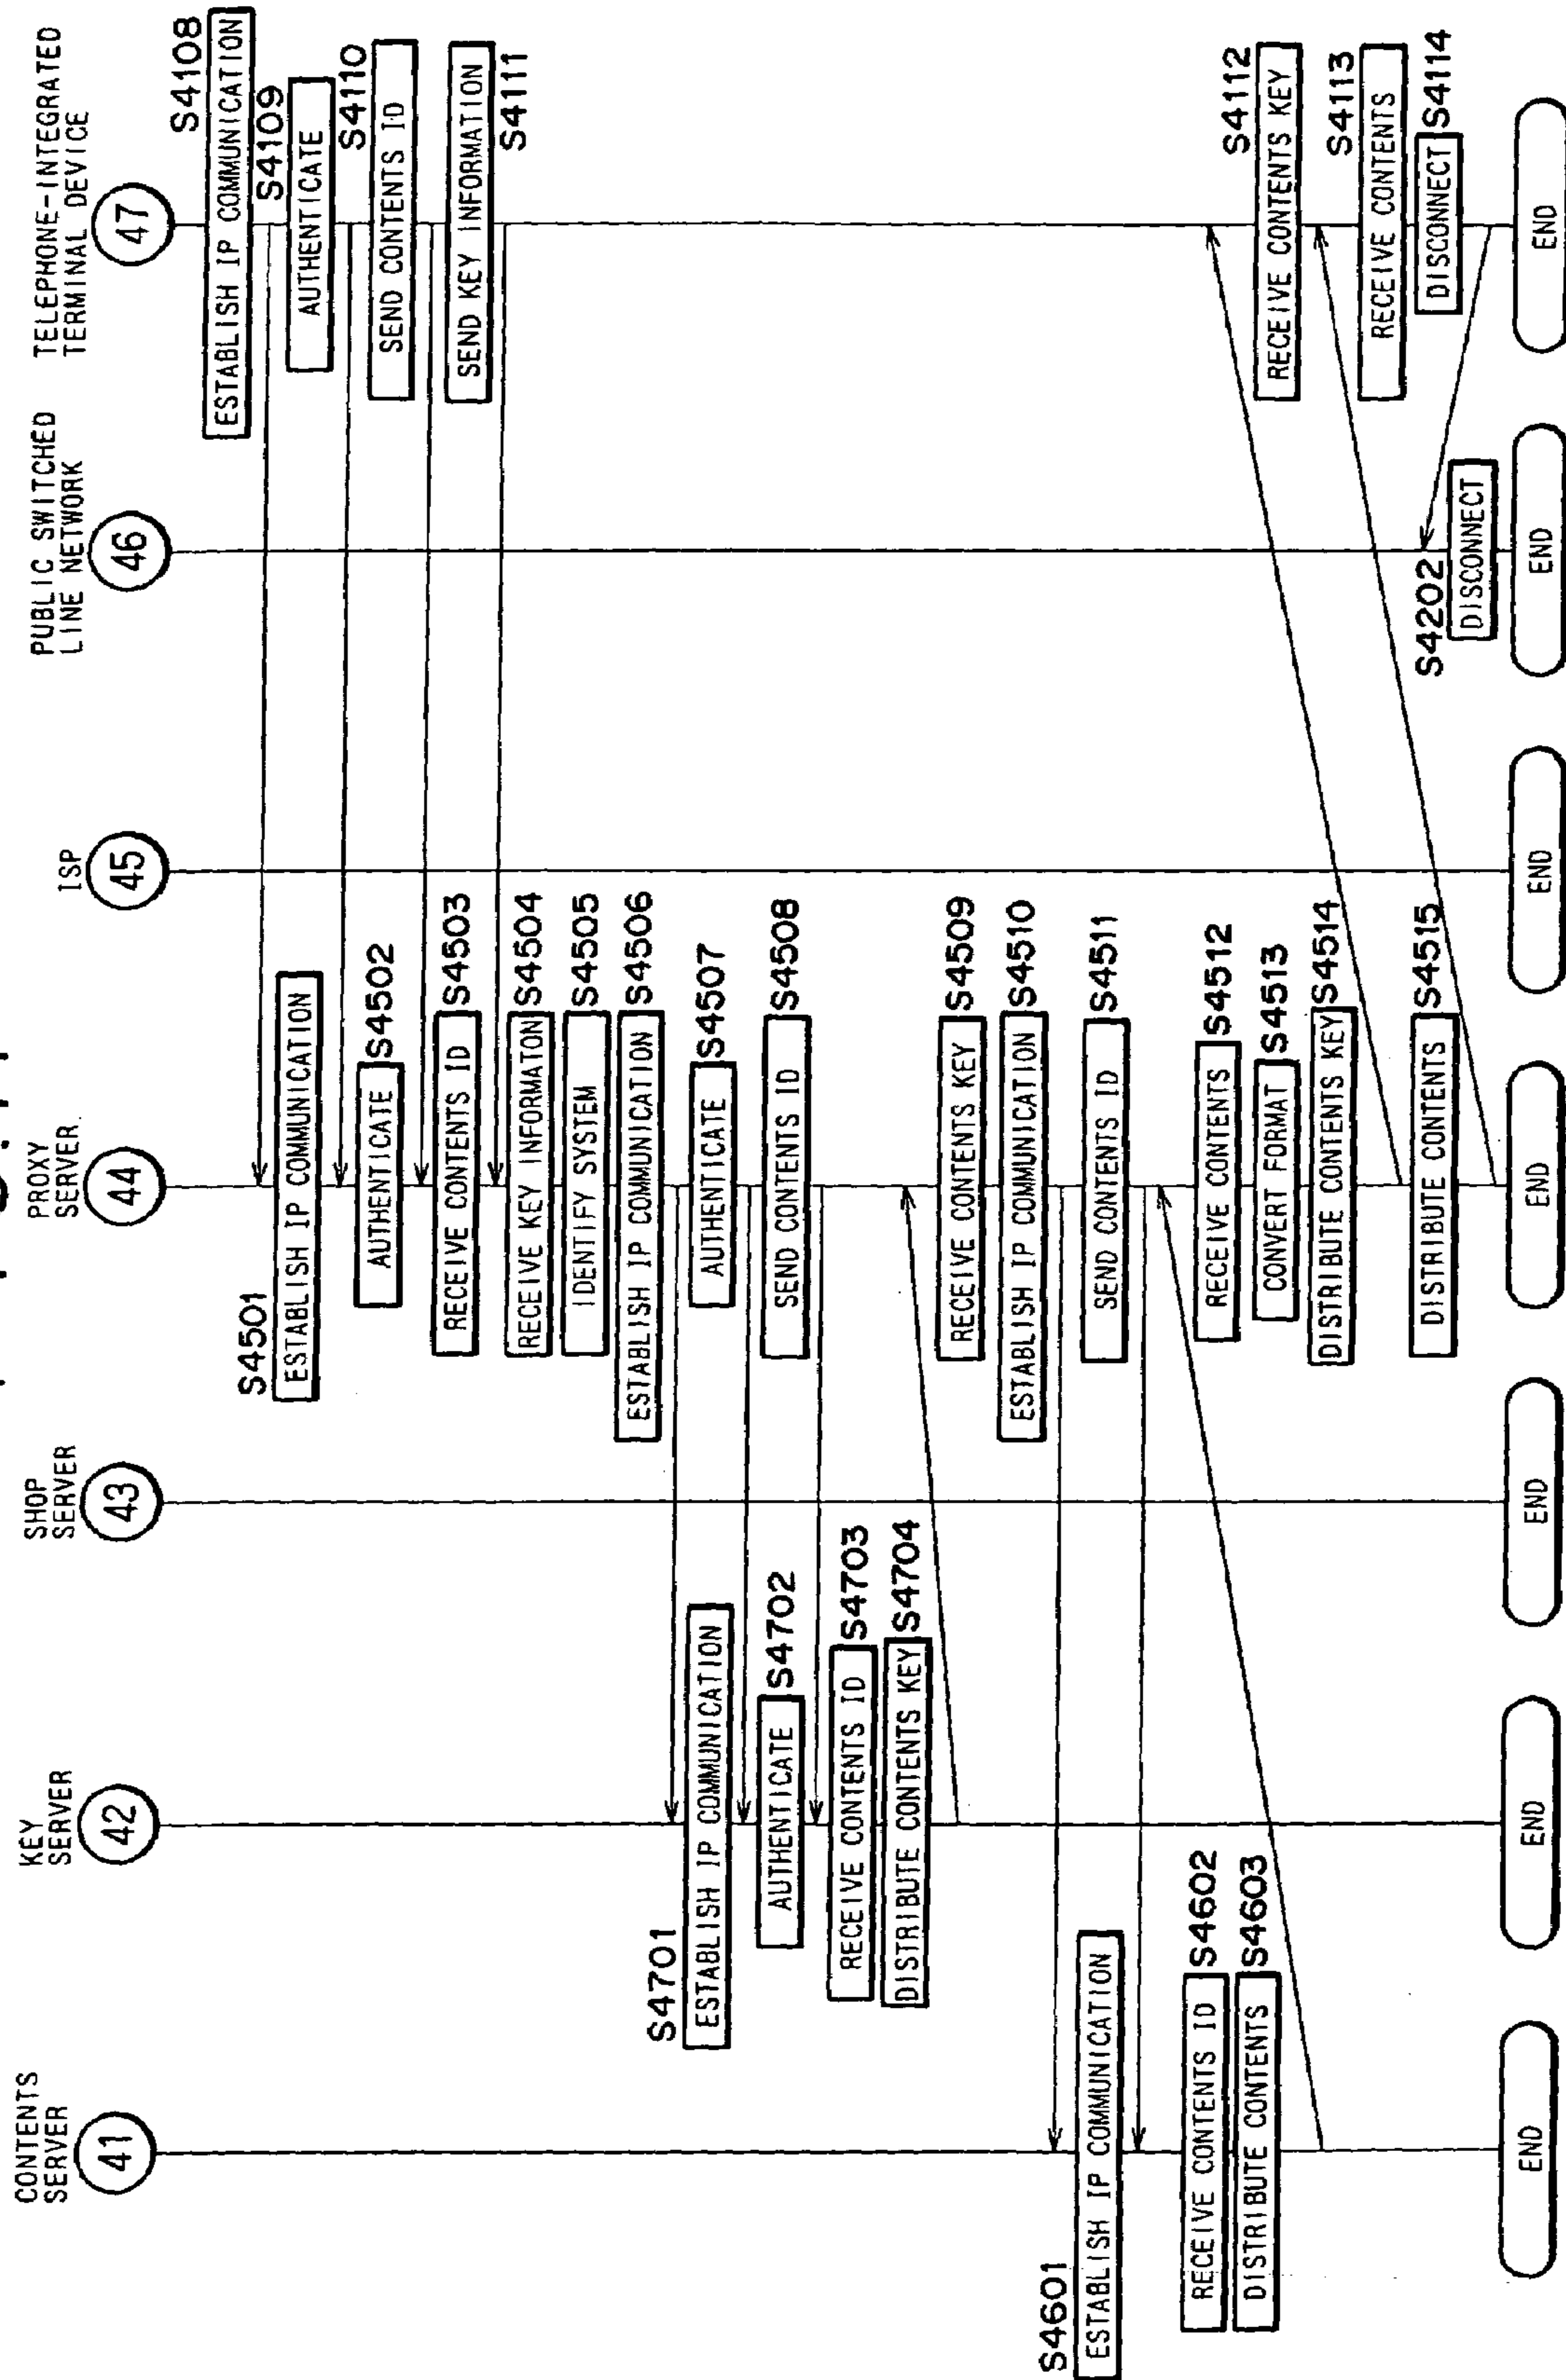 CONTENTS
SERVER
41
KEY
SERVER
42
SHOP
SERVER
43
PROXY
SERVER
44
ISP
45
PUBLIC SWITCHED
LINE NETWORK
46
TELEPHONE-INTEGRATED
TERMINAL DEVICE
47
S4108
ESTABLISH IP COMMUNICATION
S4109
AUTHENTICATE
S4110
SEND CONTENTS ID
SEND KEY INFORMATION
S4111
S4501
ESTABLISH IP COMMUNICATION
AUTHENTICATE S4502
RECEIVE CONTENTS ID S4503
RECEIVE KEY INFORMATON S4504
IDENTIFY SYSTEM S4505
ESTABLISH IP COMMUNICATION S4506
AUTHENTICATE S4507
SEND CONTENTS ID S4508
S4701
ESTABLISH IP COMMUNICATION
AUTHENTICATE S4702
RECEIVE CONTENTS ID S4703
DISTRIBUTE CONTENTS KEY S4704
RECEIVE CONTENTS KEY S4509
ESTABLISH IP COMMUNICATION S4510
SEND CONTENTS ID S4511
S4601
ESTABLISH IP COMMUNICATION
RECEIVE CONTENTS ID S4602
DISTRIBUTE CONTENTS S4603
RECEIVE CONTENTS S4512
CONVERT FORMAT S4513
DISTRIBUTE CONTENTS KEY S4514
DISTRIBUTE CONTENTS S4515
S4112
RECEIVE CONTENTS KEY
S4113
RECEIVE CONTENTS
DISCONNECT S4114
S4202
DISCONNECT
END
END
END
END
END
END
END